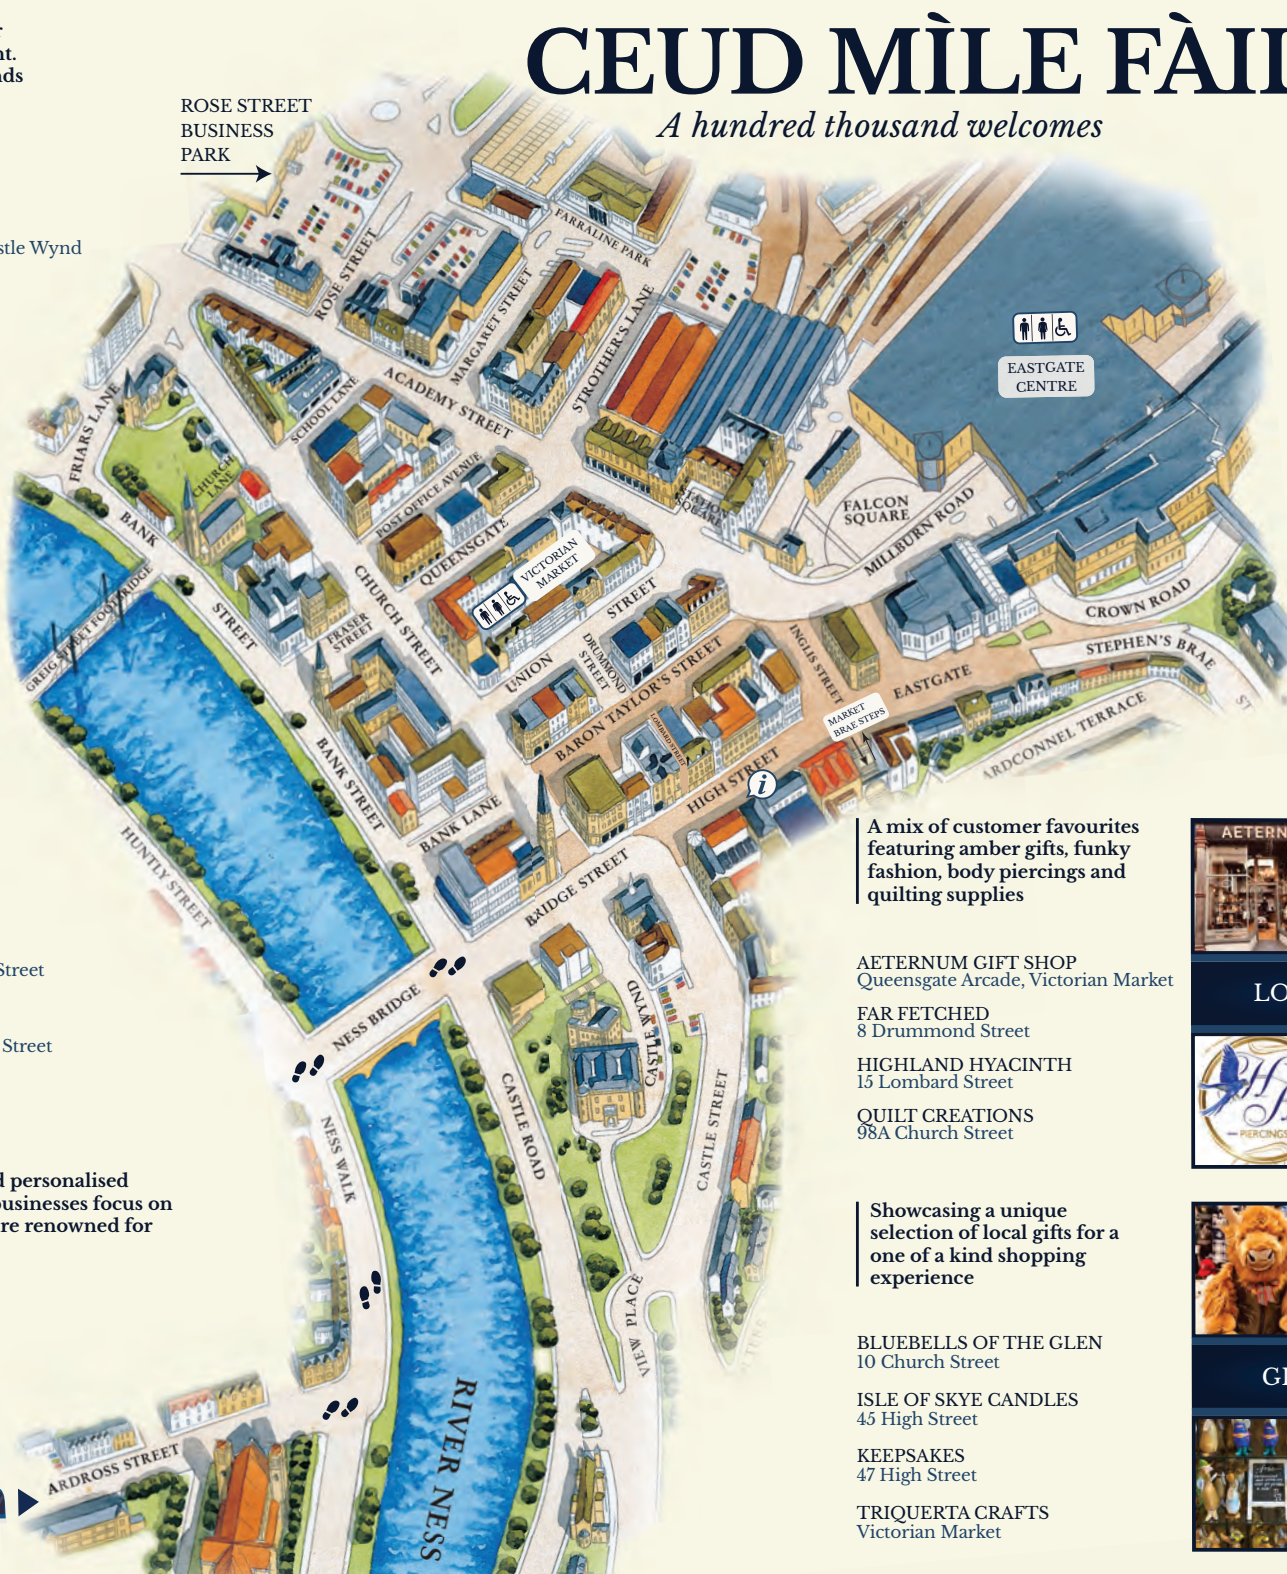 CEUD MÌLE FÀI
A hundred thousand welcomes
nt.
nds
ROSE STREET
BUSINESS
PARK
stle Wynd
FARRALINE PARK
ROSE STREET
MARGARET STREET
STROTHER'S LANE
ACADEMY STREET
SCHOOL LANE
FRIARS LANE
CHURCH
LANE
EASTGATE
CENTRE
POST OFFICE AVENUE
QUEENSGATE
VICTORIAN
MARKET
STATION
SQUARE
FALCON
SQUARE
MILLBURN ROAD
BANK
STREET
GREIG STREET FOOTBRIDGE
CHURCH STREET
FRASER
STREET
UNION
STREET
DRUMMOND
STREET
BARON TAYLOR'S STREET
LOMBARD STREET
INGLIS STREET
CROWN ROAD
STEPHEN'S BRAE
ST
EASTGATE
MARKET
BRAE STEPS
ARDCONNEL TERRACE
HIGH STREET
i
BANK STREET
BANK LANE
BRIDGE STREET
HUNTLY STREET
NESS BRIDGE
CASTLE WYND
CASTLE ROAD
CASTLE STREET
NESS WALK
VIEW PLACE
RIVER NESS
ARDROSS STREET
Street
Street
d personalised
businesses focus on
re renowned for
A mix of customer favourites
featuring amber gifts, funky
fashion, body piercings and
quilting supplies
AETERNUM GIFT SHOP
Queensgate Arcade, Victorian Market
FAR FETCHED
8 Drummond Street
HIGHLAND HYACINTH
15 Lombard Street
QUILT CREATIONS
98A Church Street
AETERN
LO
H
PIERCINGS
Showcasing a unique
selection of local gifts for a
one of a kind shopping
experience
BLUEBELLS OF THE GLEN
10 Church Street
ISLE OF SKYE CANDLES
45 High Street
KEEPSAKES
47 High Street
TRIQUERTA CRAFTS
Victorian Market
GI